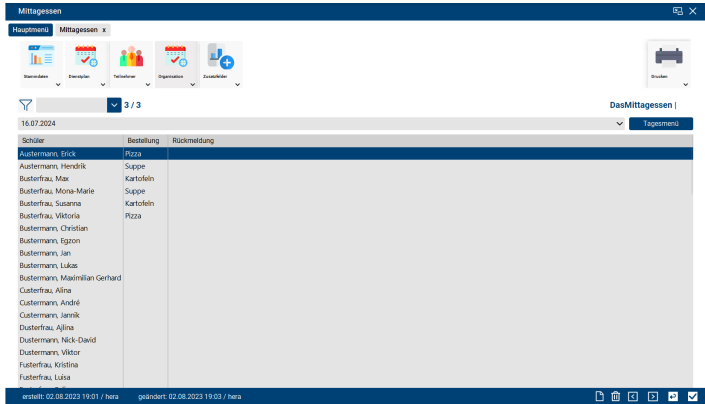 Mittagessen
Hauptmenü Mittagessen x
Stammdaten Dienstplan Teilnehmer Organisation Zusatzfelder Drucken
3 / 3 DasMittagessen |
16.07.2024 Tagesmenü
Schüler Bestellung Rückmeldung
Austermann, Erick Pizza
Austermann, Hendrik Suppe
Busterfrau, Max Kartofeln
Busterfrau, Mona-Marie Suppe
Busterfrau, Susanna Kartofeln
Busterfrau, Viktoria Pizza
Bustermann, Christian
Bustermann, Egzon
Bustermann, Jan
Bustermann, Lukas
Bustermann, Maximilian Gerhard
Custerfrau, Alina
Custermann, André
Custermann, Jannik
Dusterfrau, Ajlina
Dustermann, Nick-David
Dustermann, Viktor
Fusterfrau, Kristina
Fusterfrau, Luisa
erstellt: 02.08.2023 19:01 / hera geändert: 02.08.2023 19:03 / hera